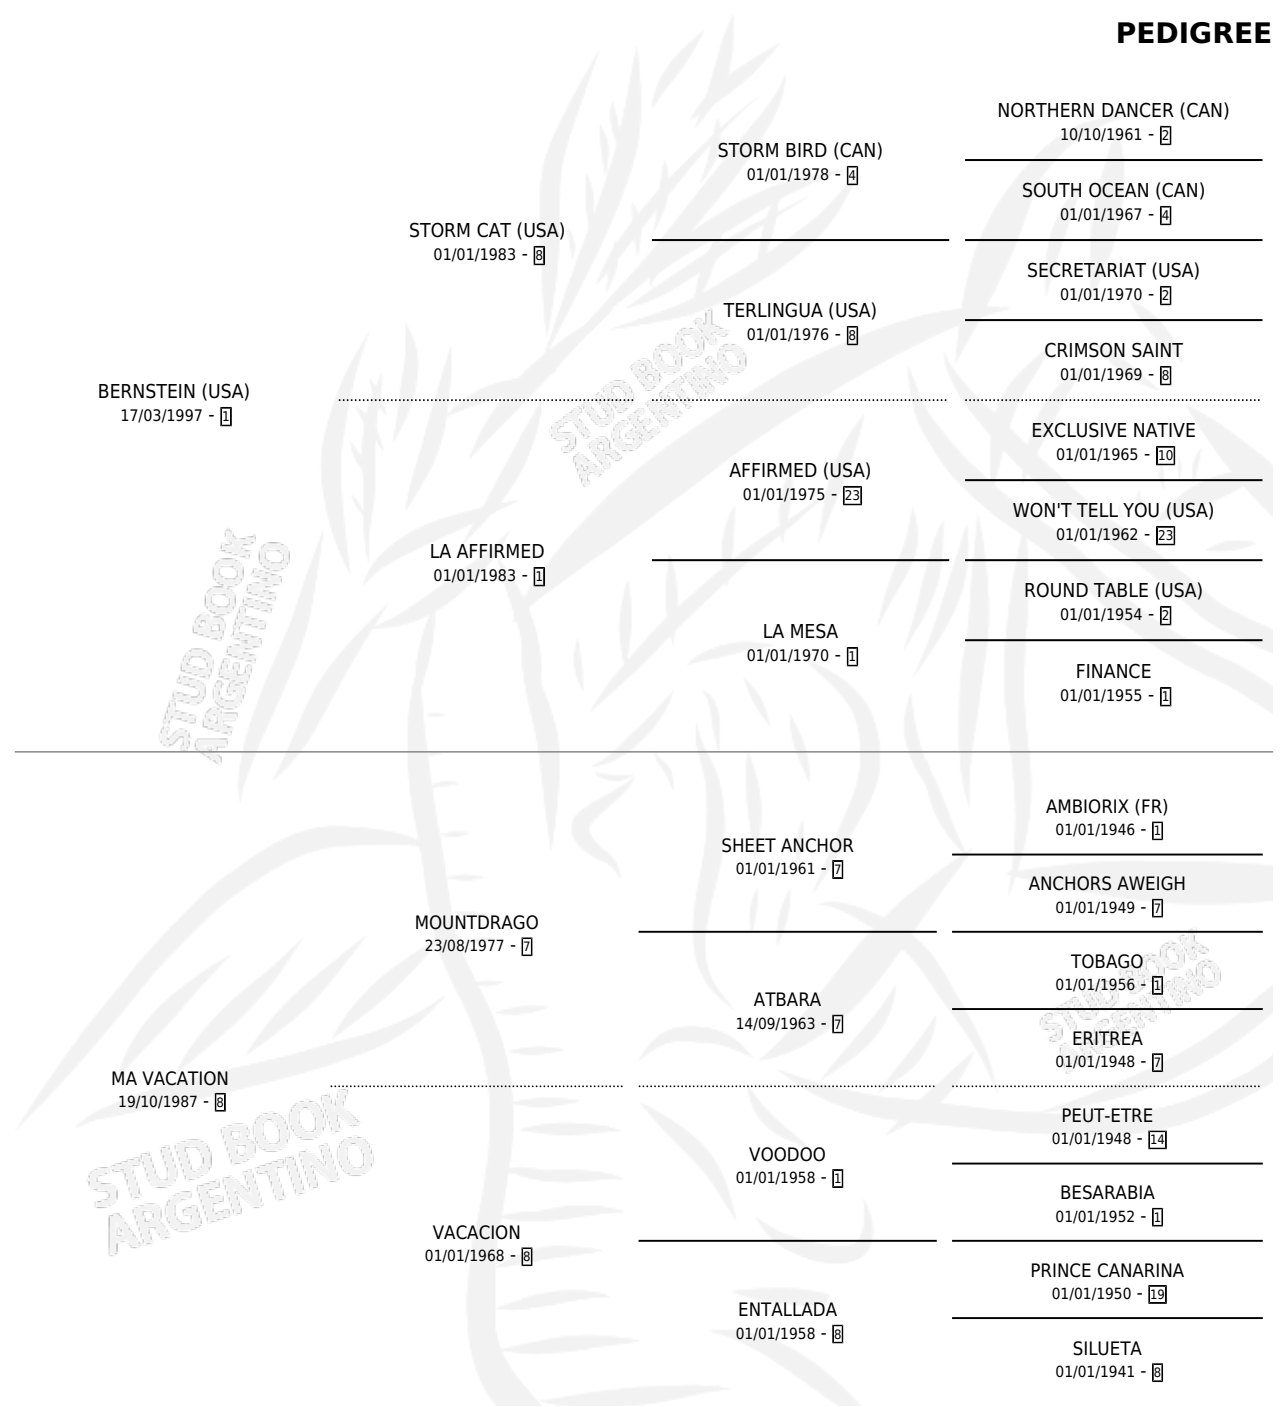 PEDIGREE
NORTHERN DANCER (CAN)
10/10/1961 - 2
STORM BIRD (CAN)
01/01/1978 - 4
SOUTH OCEAN (CAN)
01/01/1967 - 4
STORM CAT (USA)
01/01/1983 - 8
SECRETARIAT (USA)
01/01/1970 - 2
TERLINGUA (USA)
01/01/1976 - 8
CRIMSON SAINT
01/01/1969 - 8
BERNSTEIN (USA)
17/03/1997 - 1
EXCLUSIVE NATIVE
01/01/1965 - 10
AFFIRMED (USA)
01/01/1975 - 23
WON'T TELL YOU (USA)
01/01/1962 - 23
LA AFFIRMED
01/01/1983 - 1
ROUND TABLE (USA)
01/01/1954 - 2
LA MESA
01/01/1970 - 1
FINANCE
01/01/1955 - 1
AMBIORIX (FR)
01/01/1946 - 1
SHEET ANCHOR
01/01/1961 - 7
ANCHORS AWEIGH
01/01/1949 - 7
MOUNTDRAGO
23/08/1977 - 7
TOBAGO
01/01/1956 - 1
ATBARA
14/09/1963 - 7
ERITREA
01/01/1948 - 7
MA VACATION
19/10/1987 - 8
PEUT-ETRE
01/01/1948 - 14
VOODOO
01/01/1958 - 1
BESARABIA
01/01/1952 - 1
VACACION
01/01/1968 - 8
PRINCE CANARINA
01/01/1950 - 19
ENTALLADA
01/01/1958 - 8
SILUETA
01/01/1941 - 8
STUD BOOK
ARGENTINO
STUD BOOK
ARGENTINO
STUD BOOK
ARGENTINO
STUD BOOK
ARGENTINO